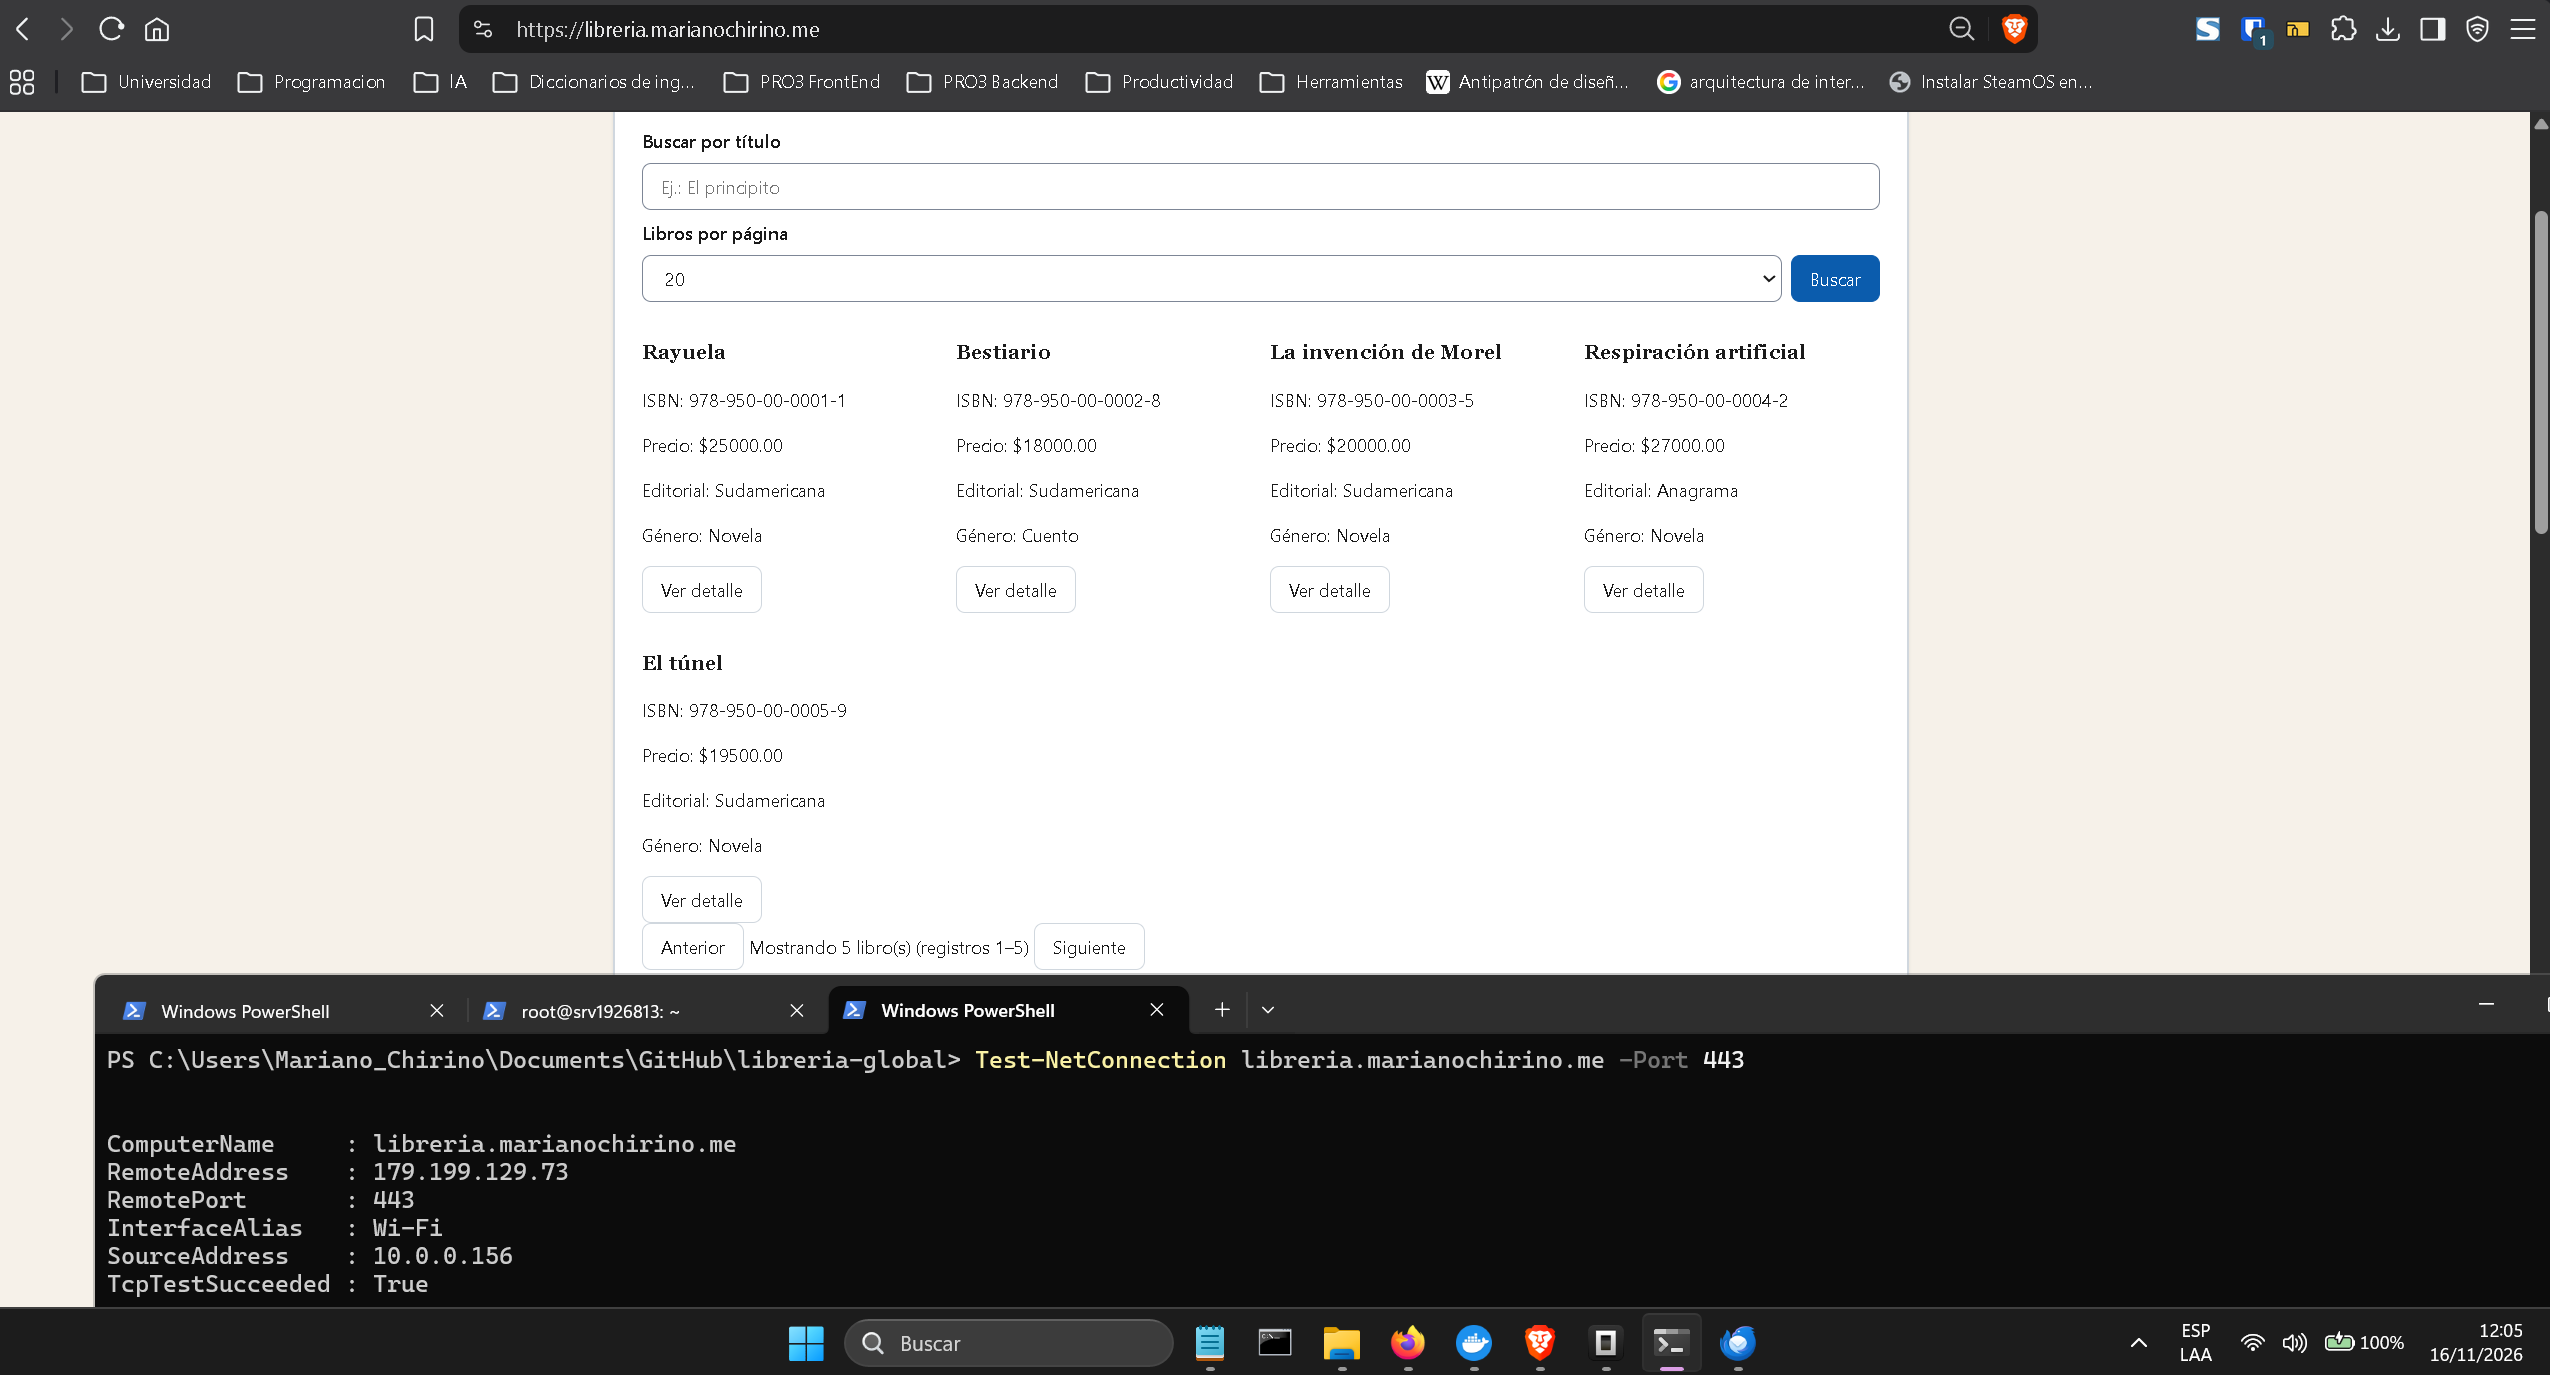 https://libreria.marianochirino.me
1
Universidad Programacion IA Diccionarios de ing... PRO3 FrontEnd PRO3 Backend Productividad Herramientas W Antipatrón de diseñ... G arquitectura de inter... Instalar SteamOS en...
Buscar por título
Ej.: El principito
Libros por página
20 Buscar
Rayuela Bestiario La invención de Morel Respiración artificial
ISBN: 978-950-00-0001-1 ISBN: 978-950-00-0002-8 ISBN: 978-950-00-0003-5 ISBN: 978-950-00-0004-2
Precio: $25000.00 Precio: $18000.00 Precio: $20000.00 Precio: $27000.00
Editorial: Sudamericana Editorial: Sudamericana Editorial: Sudamericana Editorial: Anagrama
Género: Novela Género: Cuento Género: Novela Género: Novela
Ver detalle Ver detalle Ver detalle Ver detalle
El túnel
ISBN: 978-950-00-0005-9
Precio: $19500.00
Editorial: Sudamericana
Género: Novela
Ver detalle
Anterior Mostrando 5 libro(s) (registros 1–5) Siguiente
Windows PowerShell root@srv1926813: ~ Windows PowerShell
PS C:\Users\Mariano_Chirino\Documents\GitHub\libreria-global> Test-NetConnection libreria.marianochirino.me -Port 443
ComputerName : libreria.marianochirino.me
RemoteAddress : 179.199.129.73
RemotePort : 443
InterfaceAlias : Wi-Fi
SourceAddress : 10.0.0.156
TcpTestSucceeded : True
Buscar
ESP
LAA
100%
12:05
16/11/2026